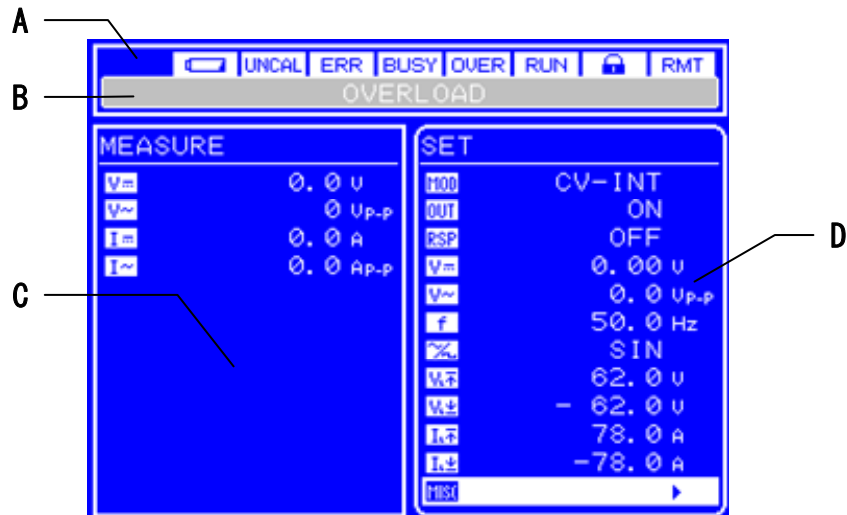 A
UNCAL ERR BUSY OVER RUN RMT
B
OVERLOAD
MEASURE
V 0.0 V
V~ 0 Vp-p
I 0.0 A
I~ 0.0 Ap-p
C
SET
MOD CV-INT
OUT ON
RSP OFF
V 0.00 V
V~ 0.0 Vp-p
f 50.0 Hz
SIN
V 62.0 V
V - 62.0 V
I 78.0 A
I -78.0 A
MISC
D